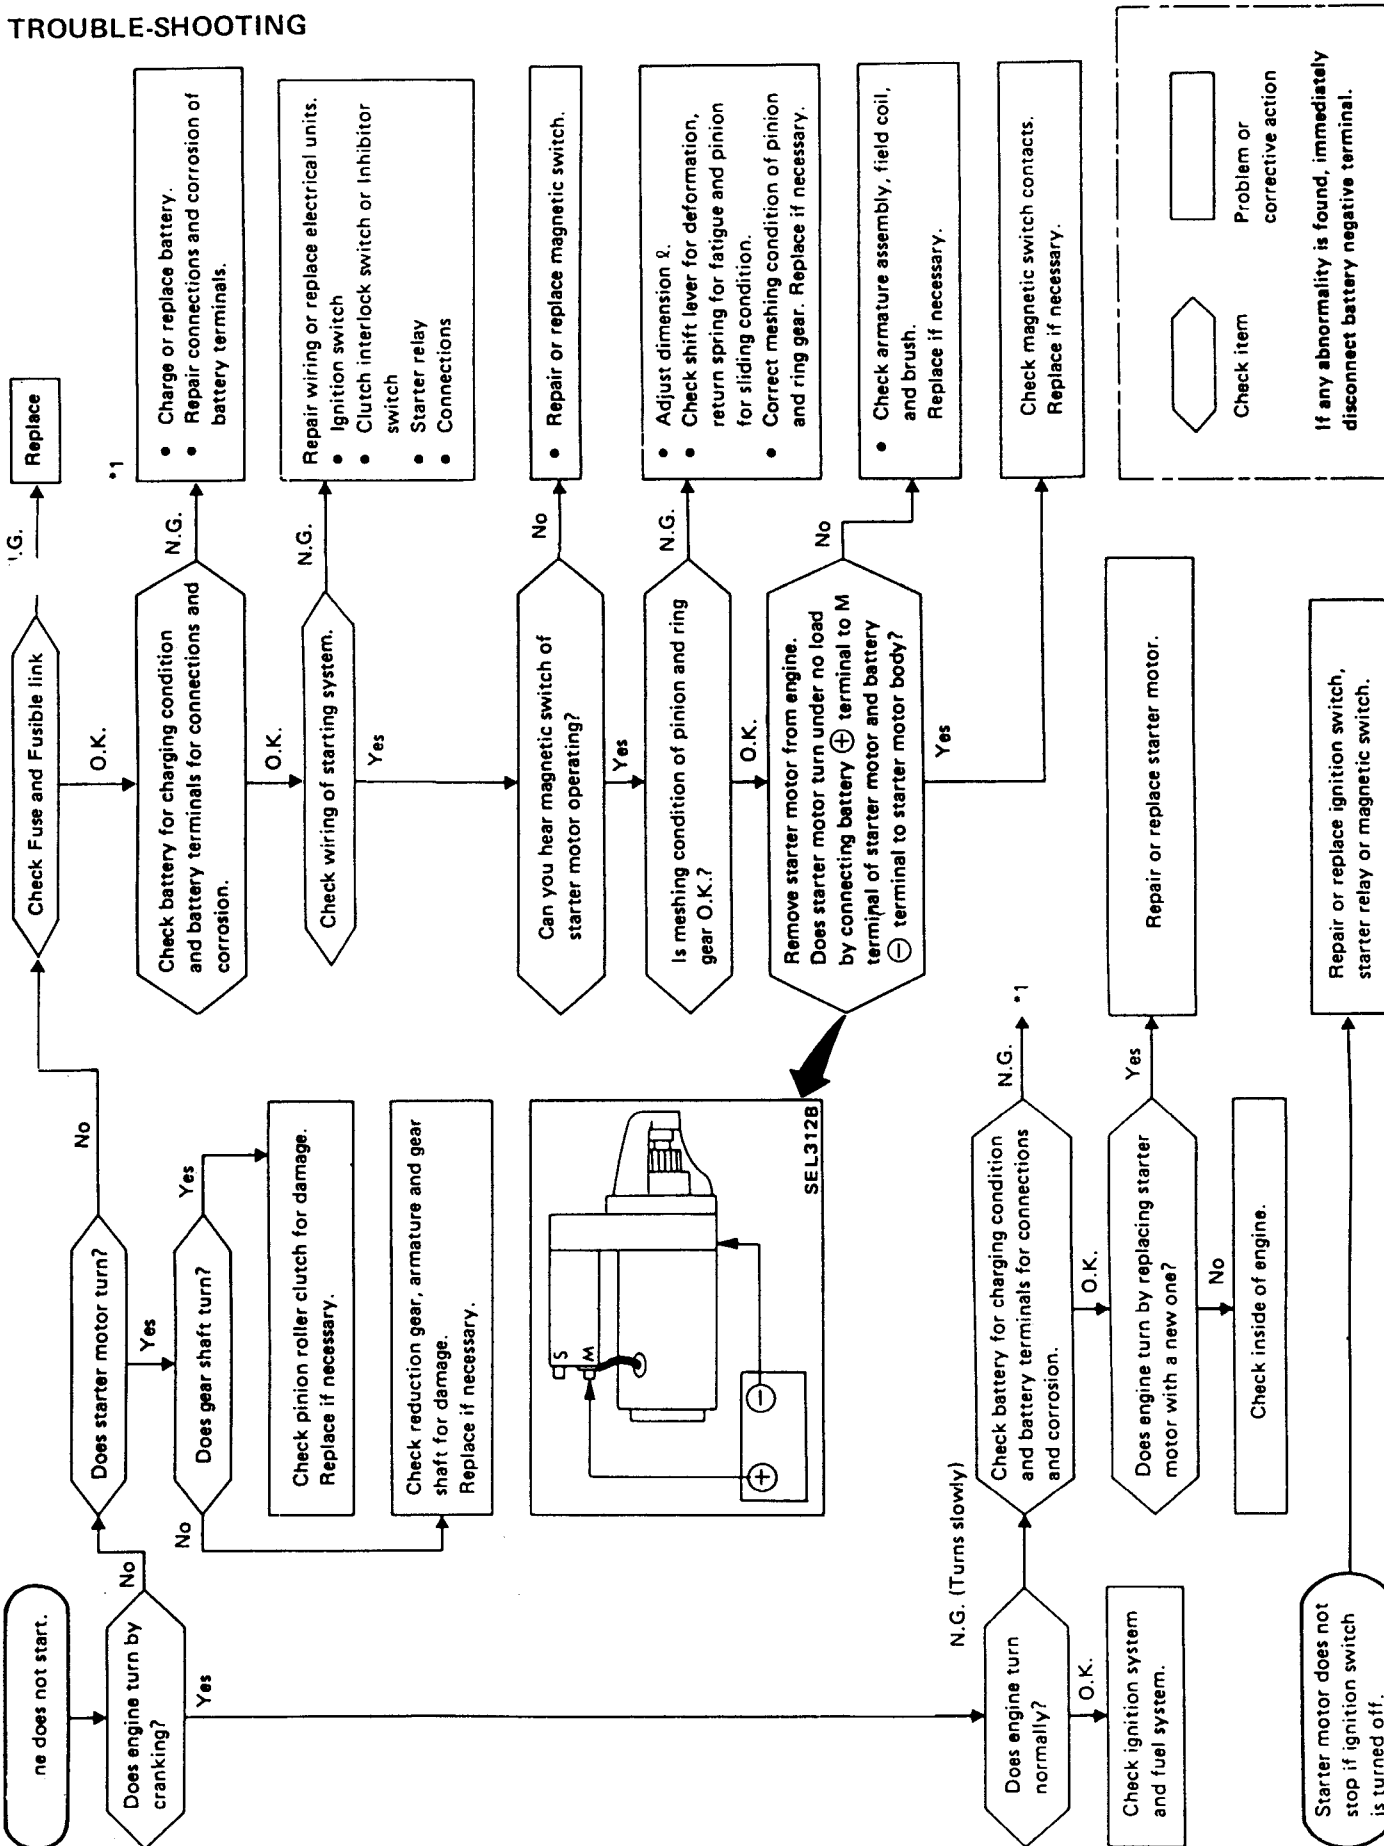 TROUBLE-SHOOTING
ne does not start.
Does engine turn by
cranking?
No
Yes
Does starter motor turn?
No
Yes
Does gear shaft turn?
Yes
No
Check pinion roller clutch for damage.
Replace if necessary.
Check reduction gear, armature and gear
shaft for damage.
Replace if necessary.
Check Fuse and Fusible link
.G.
Replace
O.K.
Check battery for charging condition
and battery terminals for connections and
corrosion.
N.G.
*1
• Charge or replace battery.
• Repair connections and corrosion of
battery terminals.
O.K.
Check wiring of starting system.
N.G.
Repair wiring or replace electrical units.
• Ignition switch
• Clutch interlock switch or Inhibitor
switch
• Starter relay
• Connections
Yes
Can you hear magnetic switch of
starter motor operating?
No
• Repair or replace magnetic switch.
Yes
Is meshing condition of pinion and ring
gear O.K.?
N.G.
• Adjust dimension ℓ.
• Check shift lever for deformation,
return spring for fatigue and pinion
for sliding condition.
• Correct meshing condition of pinion
and ring gear. Replace if necessary.
O.K.
Remove starter motor from engine.
Does starter motor turn under no load
by connecting battery ⊕ terminal to M
terminal of starter motor and battery
⊖ terminal to starter motor body?
No
• Check armature assembly, field coil,
and brush.
Replace if necessary.
Yes
Check magnetic switch contacts.
Replace if necessary.
S
M
+
−
SEL312B
Does engine turn
normally?
N.G. (Turns slowly)
O.K.
Check ignition system
and fuel system.
Check battery for charging condition
and battery terminals for connections
and corrosion.
N.G.
*1
O.K.
Does engine turn by replacing starter
motor with a new one?
Yes
Repair or replace starter motor.
No
Check inside of engine.
Starter motor does not
stop if ignition switch
is turned off.
Repair or replace ignition switch,
starter relay or magnetic switch.
Check item
Problem or
corrective action
If any abnormality is found, immediately
disconnect battery negative terminal.